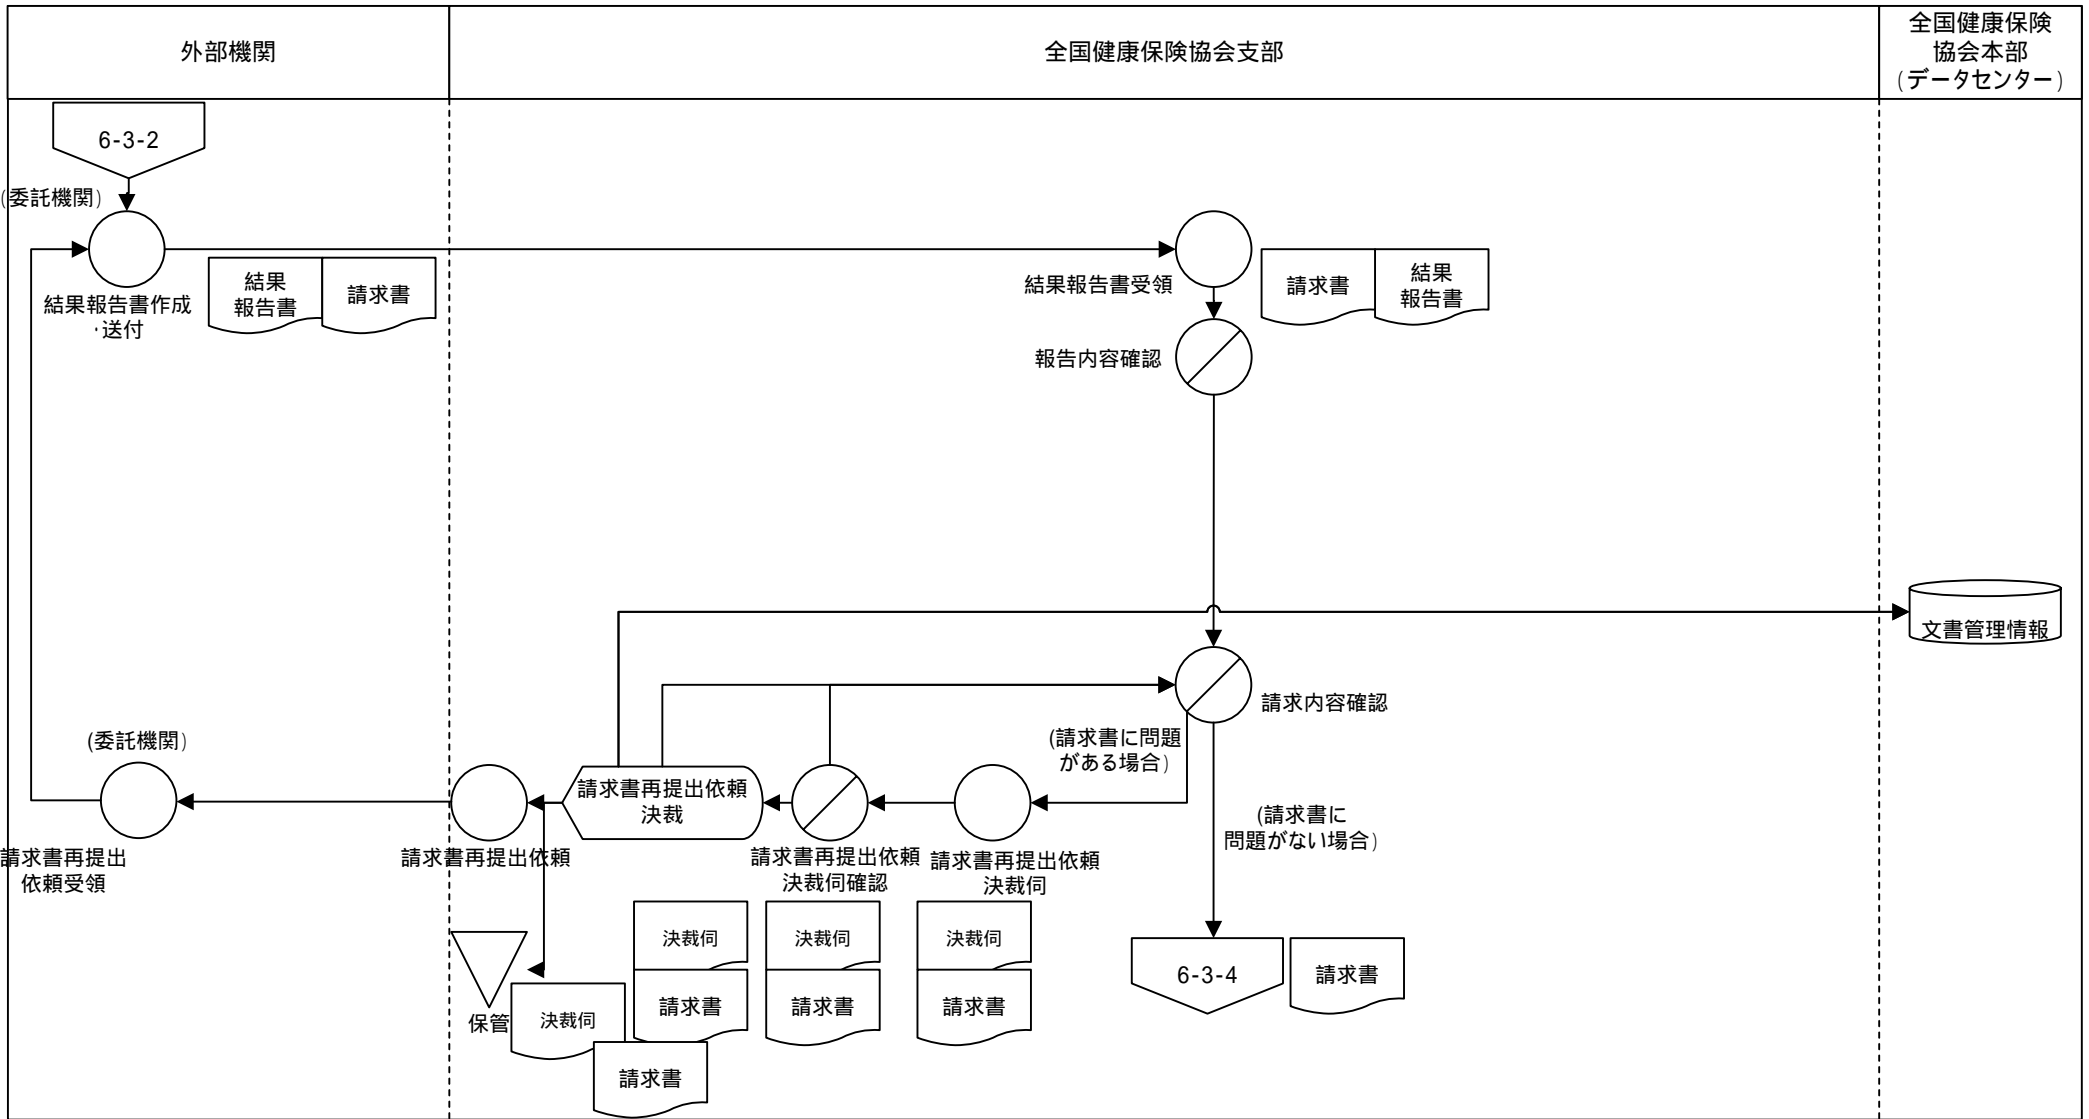 外部機関
全国健康保険協会支部
全国健康保険
協会本部
(データセンター)
6-3-2
(委託機関)
結果報告書作成
・送付
結果
報告書
請求書
結果報告書受領
請求書
結果
報告書
報告内容確認
文書管理情報
請求内容確認
(請求書に問題
がある場合)
(請求書に
問題がない場合)
(委託機関)
請求書再提出
依頼受領
請求書再提出依頼
請求書再提出依頼
決裁
請求書再提出依頼
決裁伺確認
請求書再提出依頼
決裁伺
決裁伺
請求書
決裁伺
請求書
決裁伺
請求書
6-3-4
請求書
保管
決裁伺
請求書